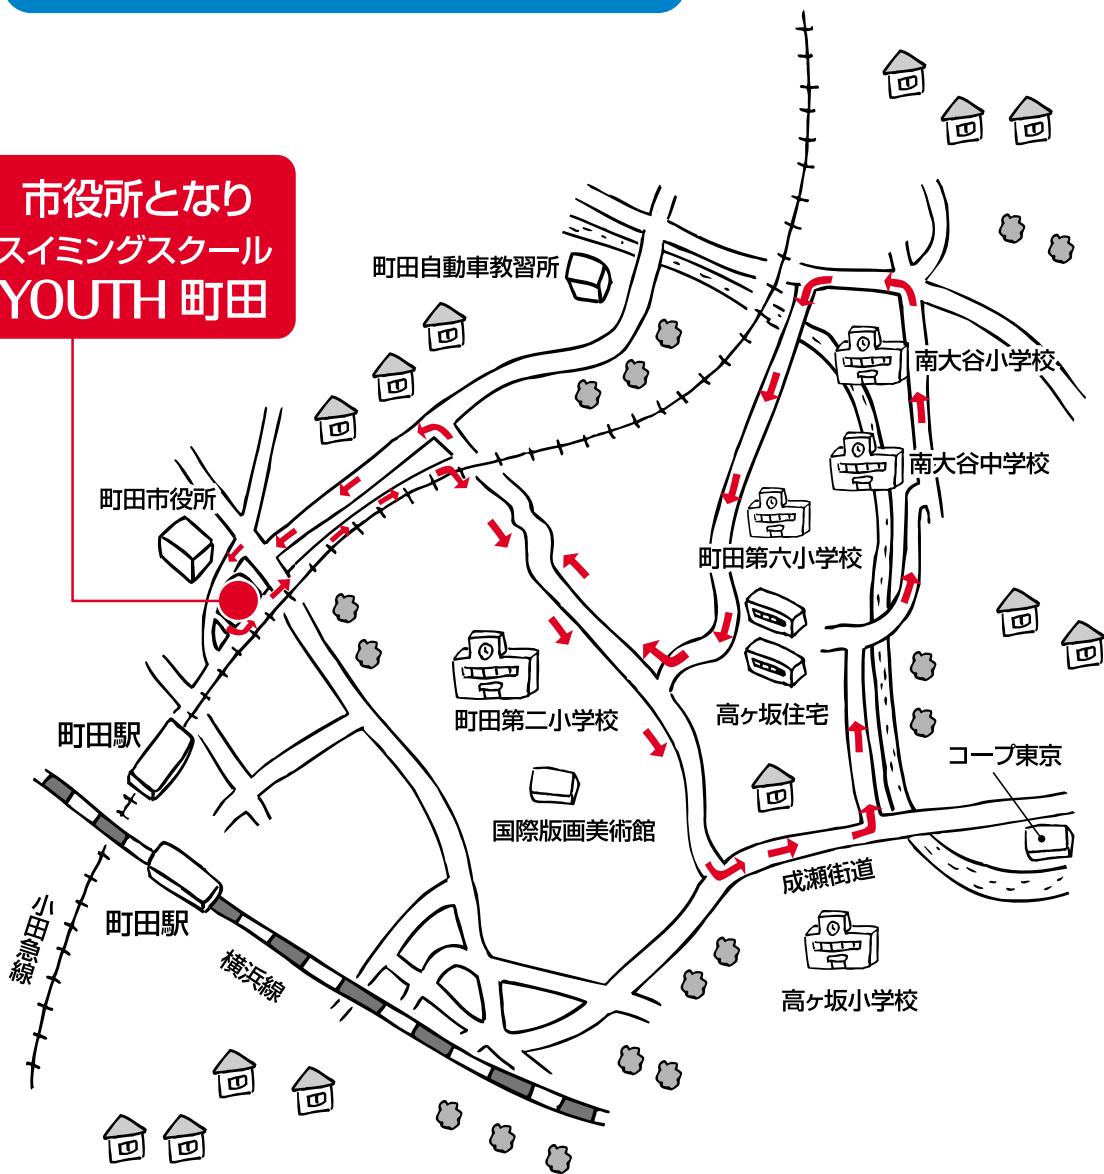 市役所となり
スイミングスクール
YOUTH 町田
町田自動車教習所
南大谷小学校
南大谷中学校
町田市役所
町田第六小学校
町田第二小学校
高ヶ坂住宅
町田駅
コープ東京
国際版画美術館
成瀬街道
小田急線
町田駅
横浜線
高ヶ坂小学校